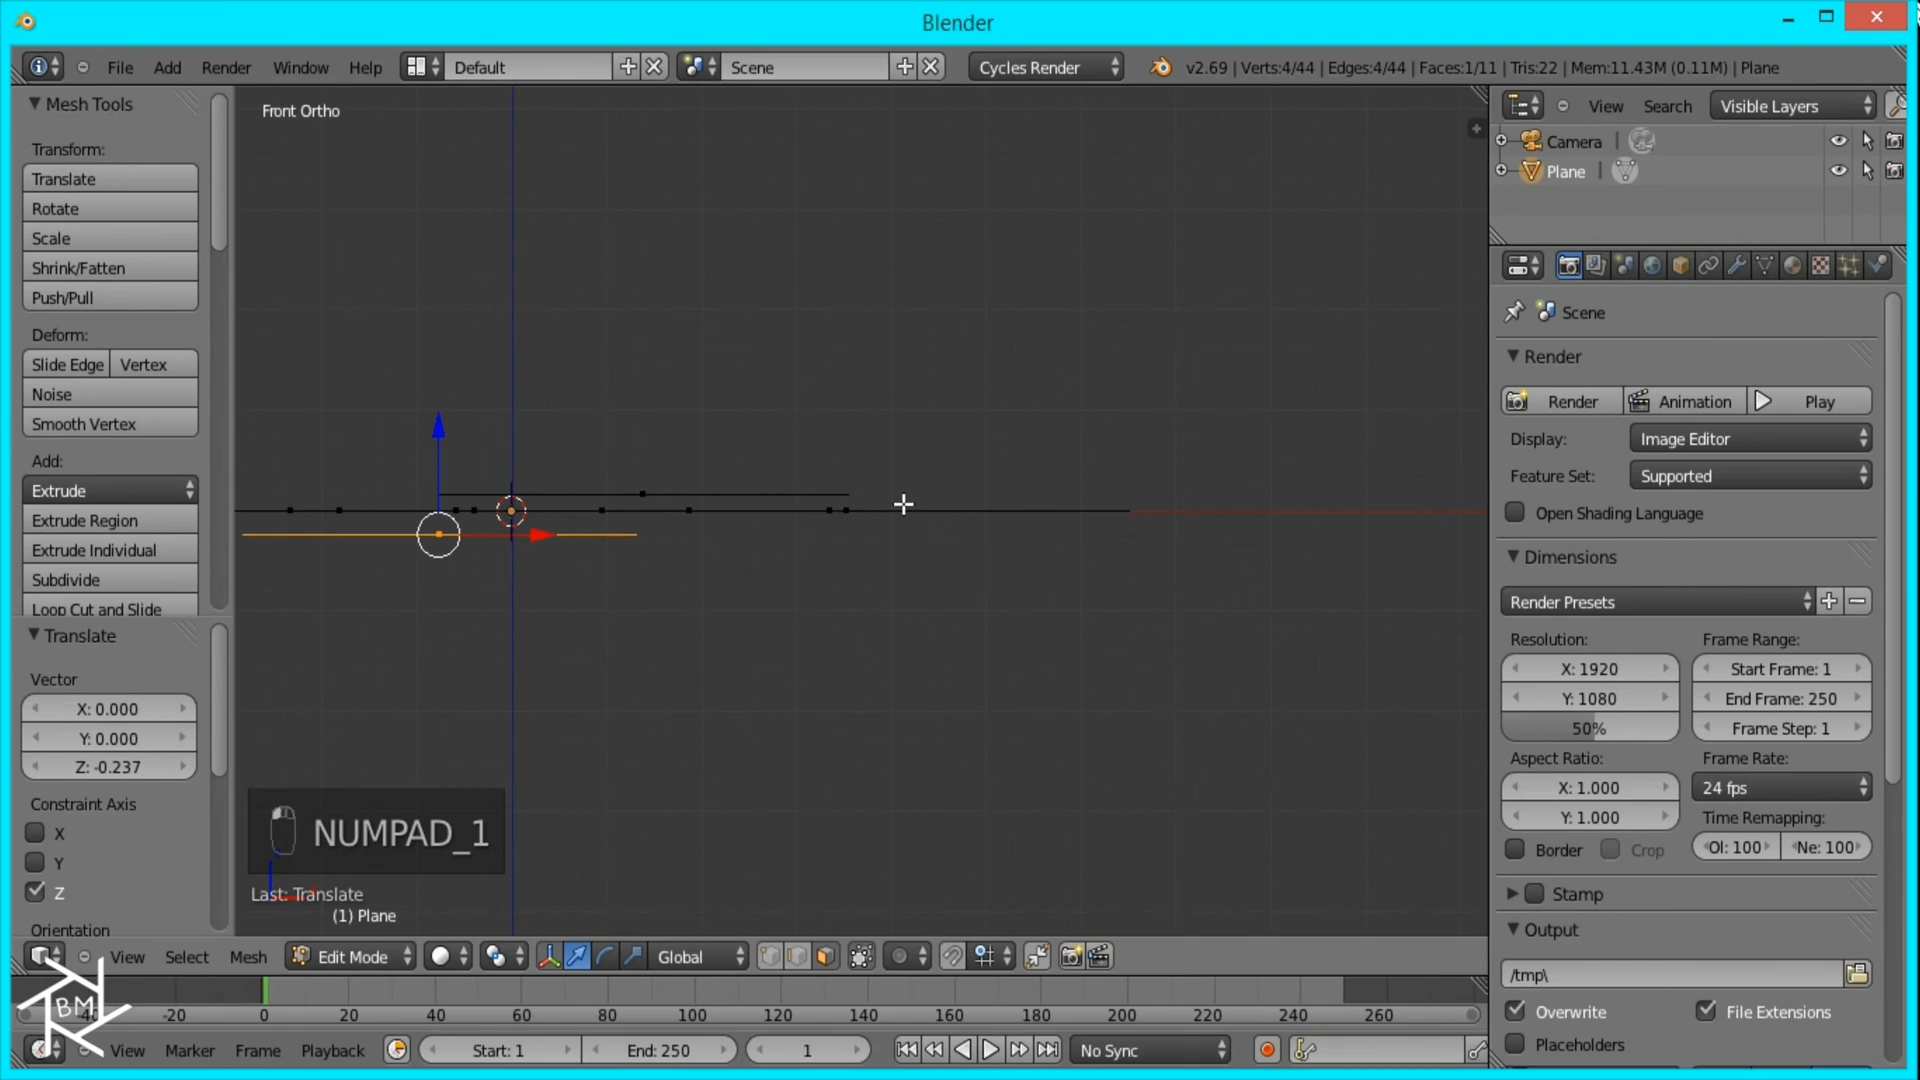 Blender
File Add Render Window Help Default Scene Cycles Render v2.69 | Verts:4/44 | Edges:4/44 | Faces:1/11 | Tris:22 | Mem:11.43M (0.11M) | Plane
Mesh Tools
Transform:
Translate
Rotate
Scale
Shrink/Fatten
Push/Pull
Deform:
Slide Edge Vertex
Noise
Smooth Vertex
Add:
Extrude
Extrude Region
Extrude Individual
Subdivide
Loop Cut and Slide
Translate
Vector
X: 0.000
Y: 0.000
Z: -0.237
Constraint Axis
X
Y
Z
Orientation
Front Ortho
NUMPAD_1
Last: Translate
(1) Plane
View Select Mesh Edit Mode Global
-20 0 20 40 60 80 100 120 140 160 180 200 220 240 260
BM
View Marker Frame Playback Start: 1 End: 250 1 No Sync
View Search Visible Layers
Camera
Plane
Scene
Render
Render Animation Play
Display: Image Editor
Feature Set: Supported
Open Shading Language
Dimensions
Render Presets
Resolution: Frame Range:
X: 1920 Start Frame: 1
Y: 1080 End Frame: 250
50% Frame Step: 1
Aspect Ratio: Frame Rate:
X: 1.000 24 fps
Y: 1.000 Time Remapping:
Border Crop Ol: 100 Ne: 100
Stamp
Output
/tmp\
Overwrite File Extensions
Placeholders